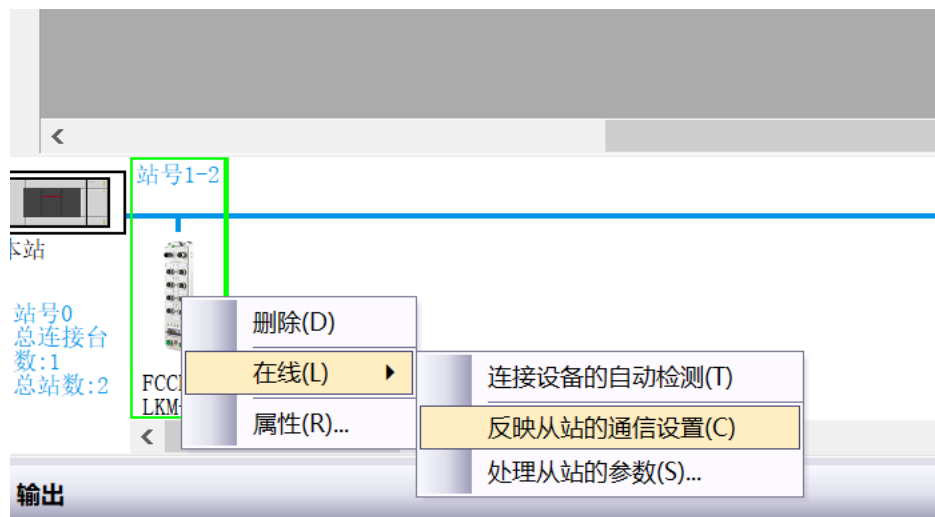 站号1-2
本站
站号0
总连接台
数:1
总站数:2
删除(D)
在线(L)
属性(R)...
连接设备的自动检测(T)
反映从站的通信设置(C)
处理从站的参数(S)...
输出